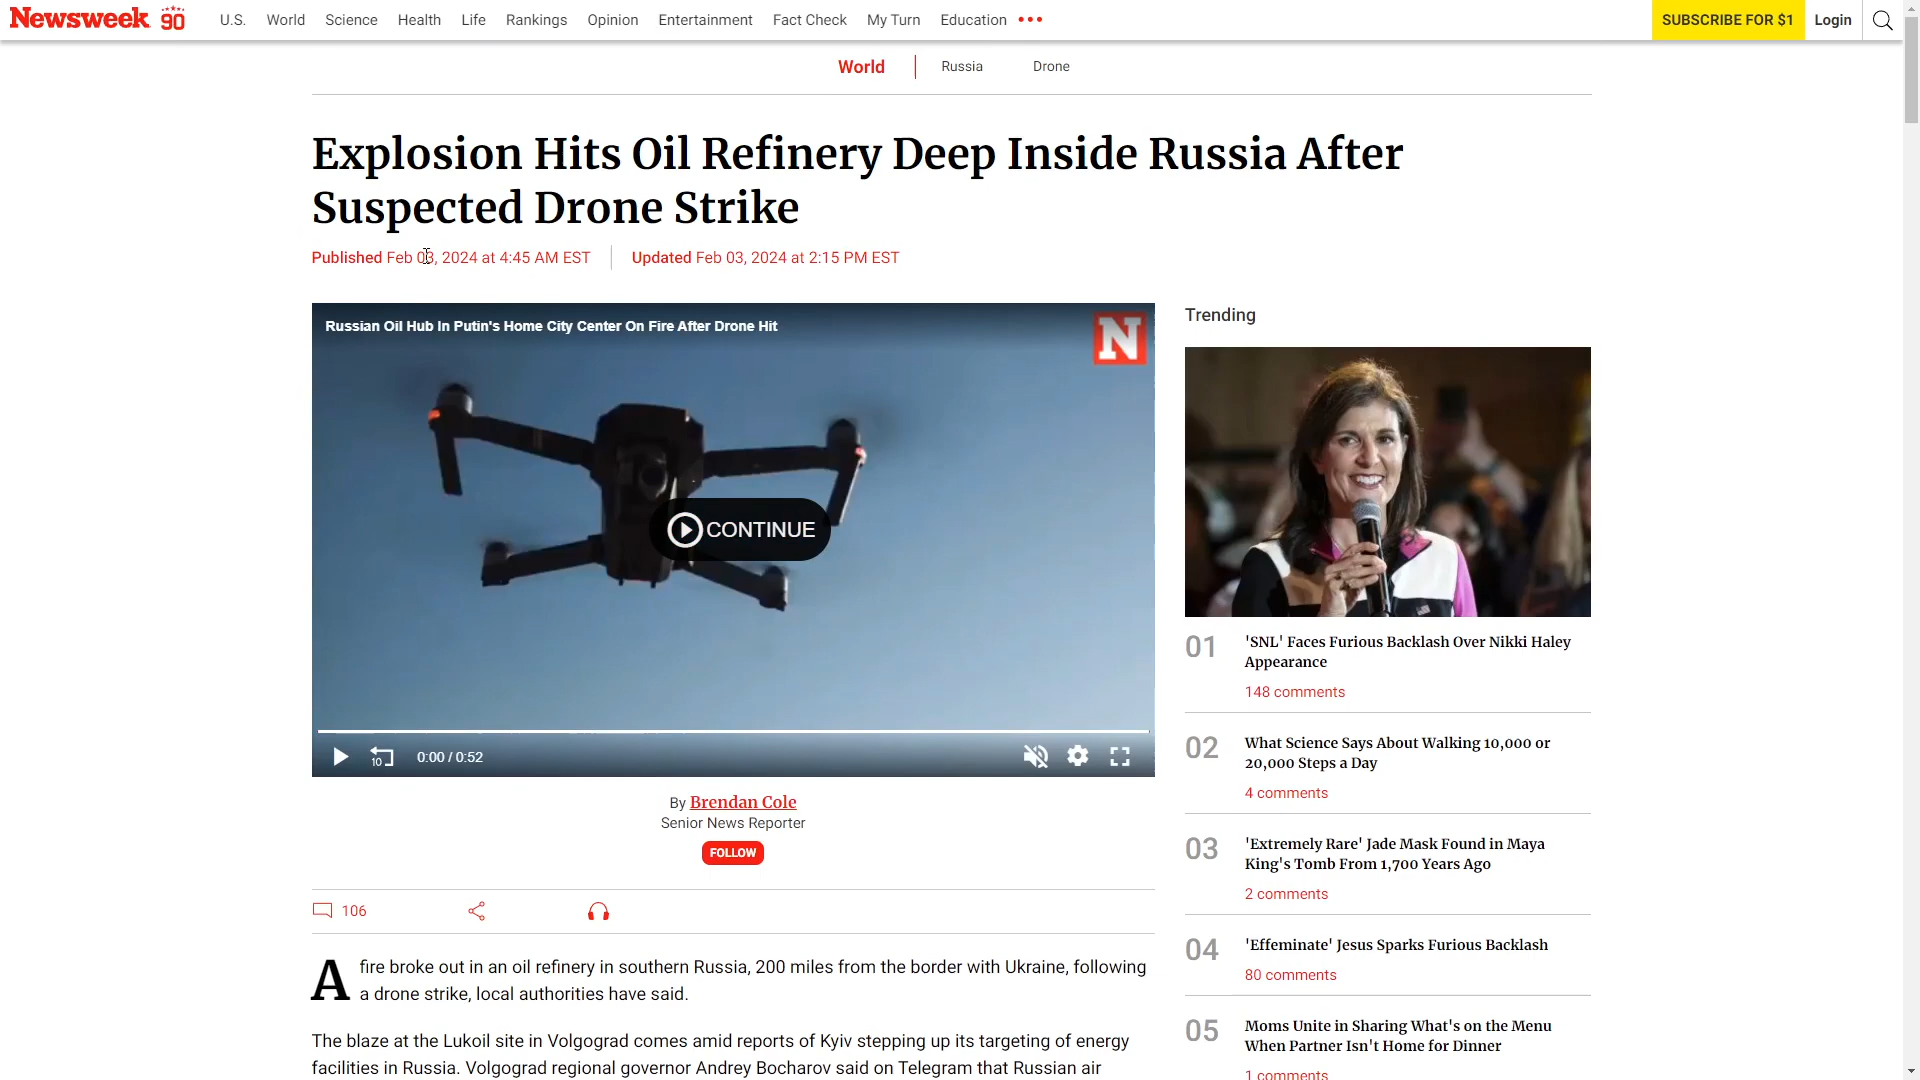 Newsweek 90
U.S. World Science Health Life Rankings Opinion Entertainment Fact Check My Turn Education
SUBSCRIBE FOR $1 Login
World Russia Drone
Explosion Hits Oil Refinery Deep Inside Russia After
Suspected Drone Strike
Published Feb 03, 2024 at 4:45 AM EST Updated Feb 03, 2024 at 2:15 PM EST
Russian Oil Hub In Putin's Home City Center On Fire After Drone Hit
N
CONTINUE
10 0:00 / 0:52
By Brendan Cole
Senior News Reporter
FOLLOW
106
A fire broke out in an oil refinery in southern Russia, 200 miles from the border with Ukraine, following
a drone strike, local authorities have said.
The blaze at the Lukoil site in Volgograd comes amid reports of Kyiv stepping up its targeting of energy
facilities in Russia. Volgograd regional governor Andrey Bocharov said on Telegram that Russian air
Trending
01 'SNL' Faces Furious Backlash Over Nikki Haley
Appearance
148 comments
02 What Science Says About Walking 10,000 or
20,000 Steps a Day
4 comments
03 'Extremely Rare' Jade Mask Found in Maya
King's Tomb From 1,700 Years Ago
2 comments
04 'Effeminate' Jesus Sparks Furious Backlash
80 comments
05 Moms Unite in Sharing What's on the Menu
When Partner Isn't Home for Dinner
1 comments